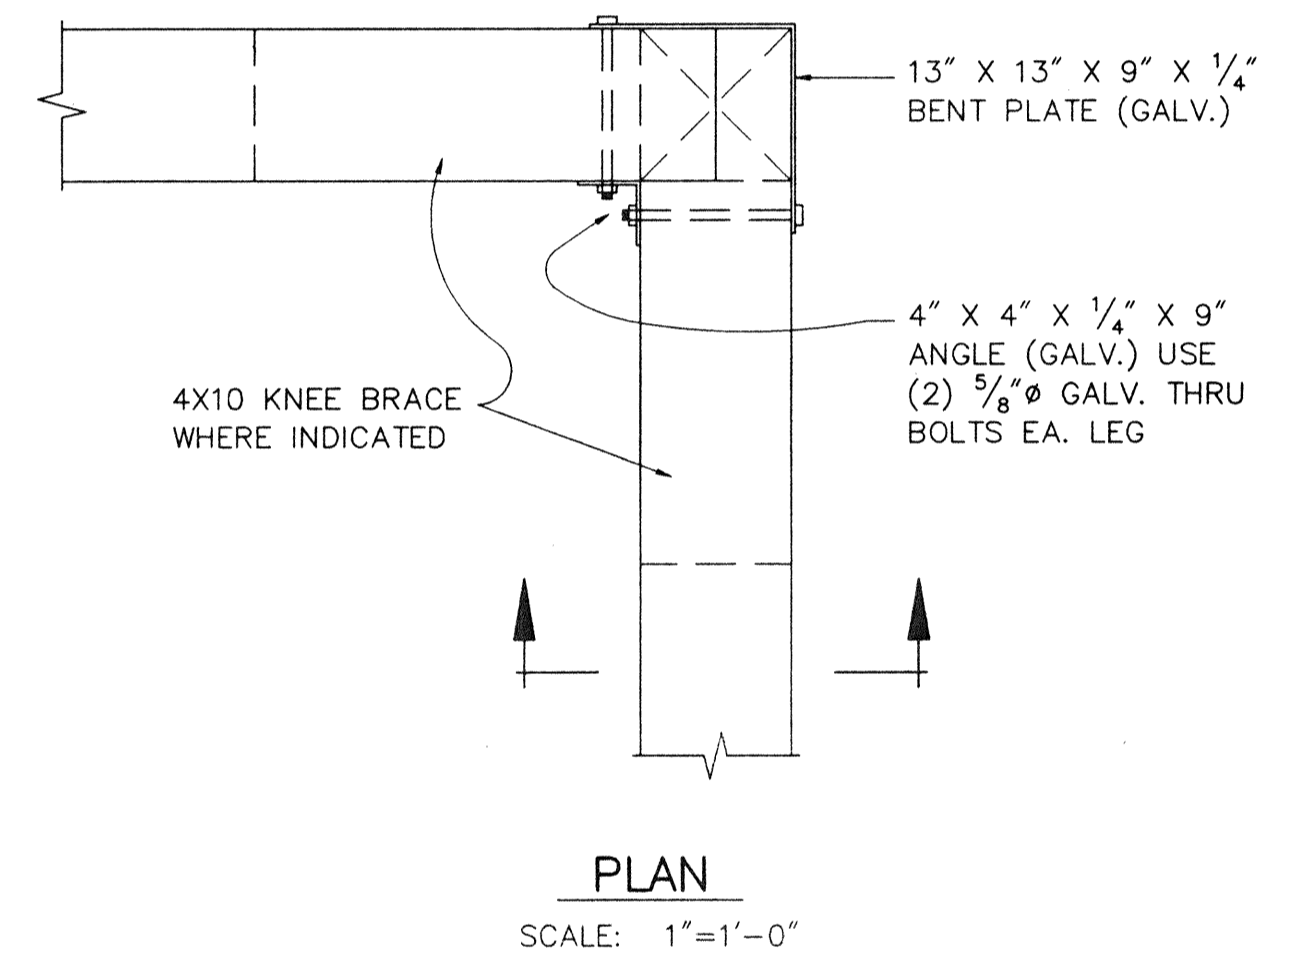 13" X 13" X 9" X 1/4"
BENT PLATE (GALV.)
4" X 4" X 1/4" X 9"
ANGLE (GALV.) USE
(2) 5/8"ø GALV. THRU
BOLTS EA. LEG
4X10 KNEE BRACE
WHERE INDICATED
PLAN
SCALE: 1"=1'-0"